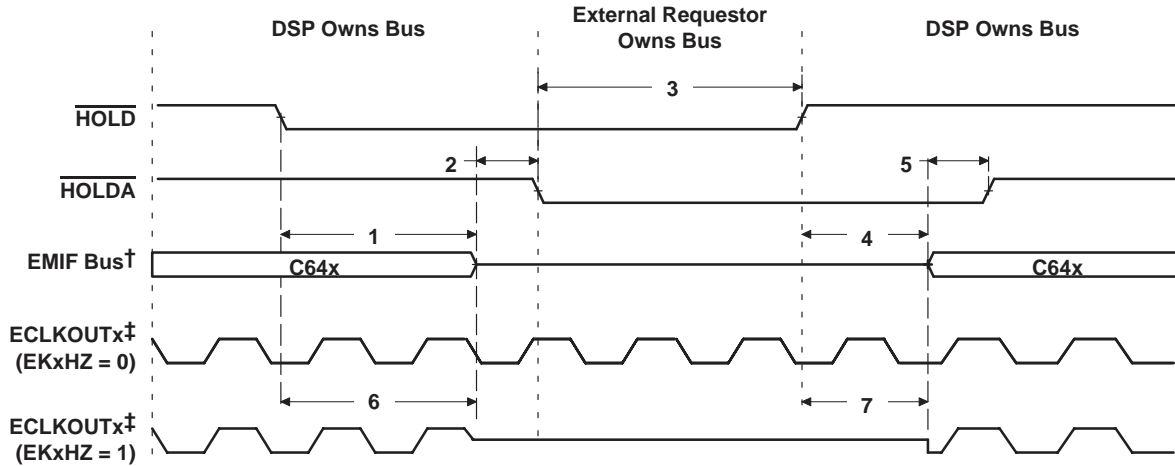 DSP Owns Bus
External Requestor
Owns Bus
DSP Owns Bus
3
HOLD
2
5
HOLDA
1
4
EMIF Bus†
C64x
C64x
ECLKOUTx‡
(EKxHZ = 0)
6
7
ECLKOUTx‡
(EKxHZ = 1)